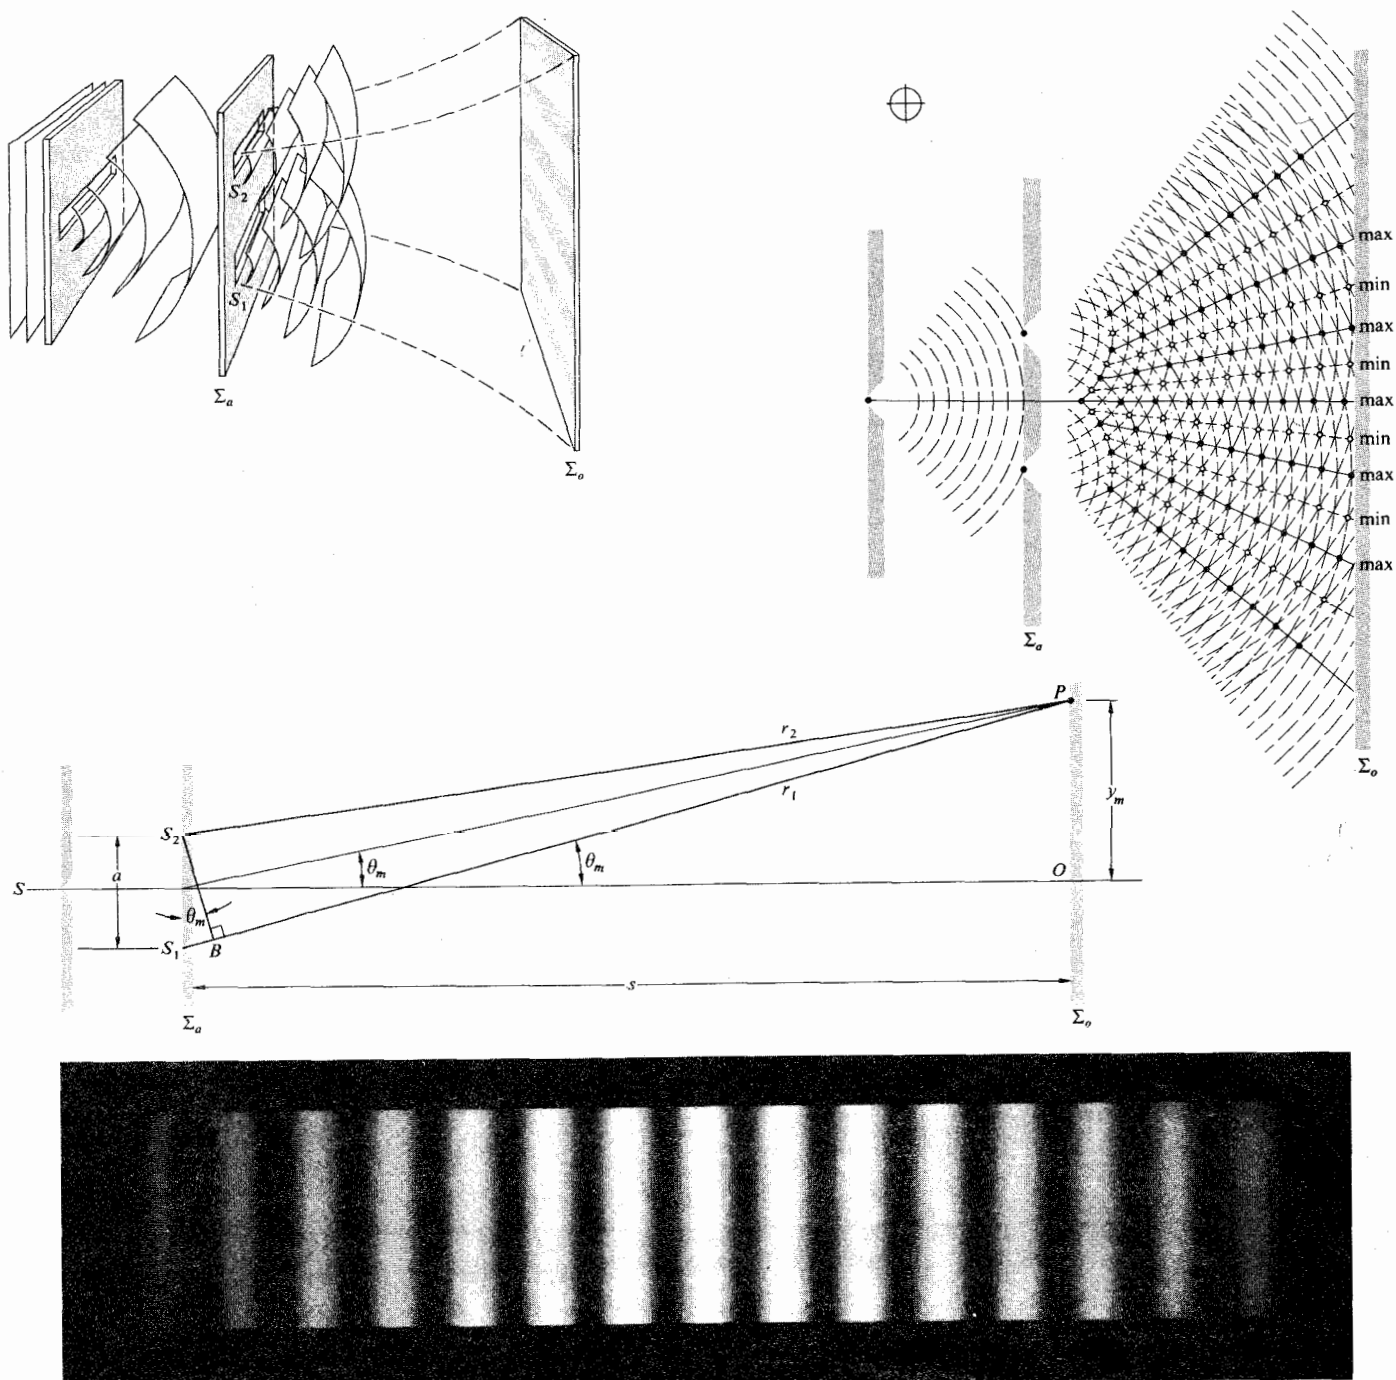 S₂
S₁
Σₐ
Σₒ
max
min
max
min
max
min
max
min
max
Σₐ
Σₒ
P
r₂
r₁
yₘ
S₂
a
θₘ
θₘ
S
O
θₘ
S₁
B
s
Σₐ
Σₒ